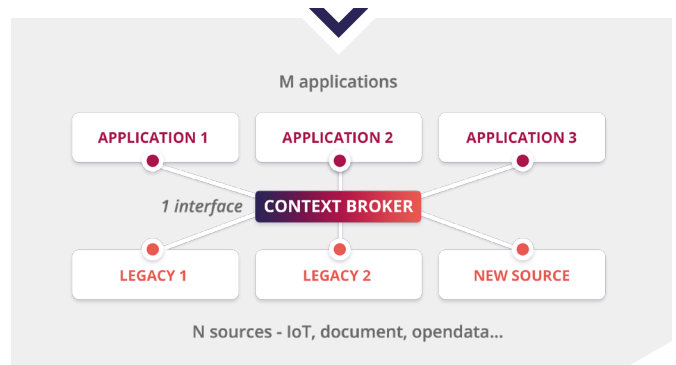 M applications
APPLICATION 1
APPLICATION 2
APPLICATION 3
1 interface
CONTEXT BROKER
LEGACY 1
LEGACY 2
NEW SOURCE
N sources - IoT, document, opendata...